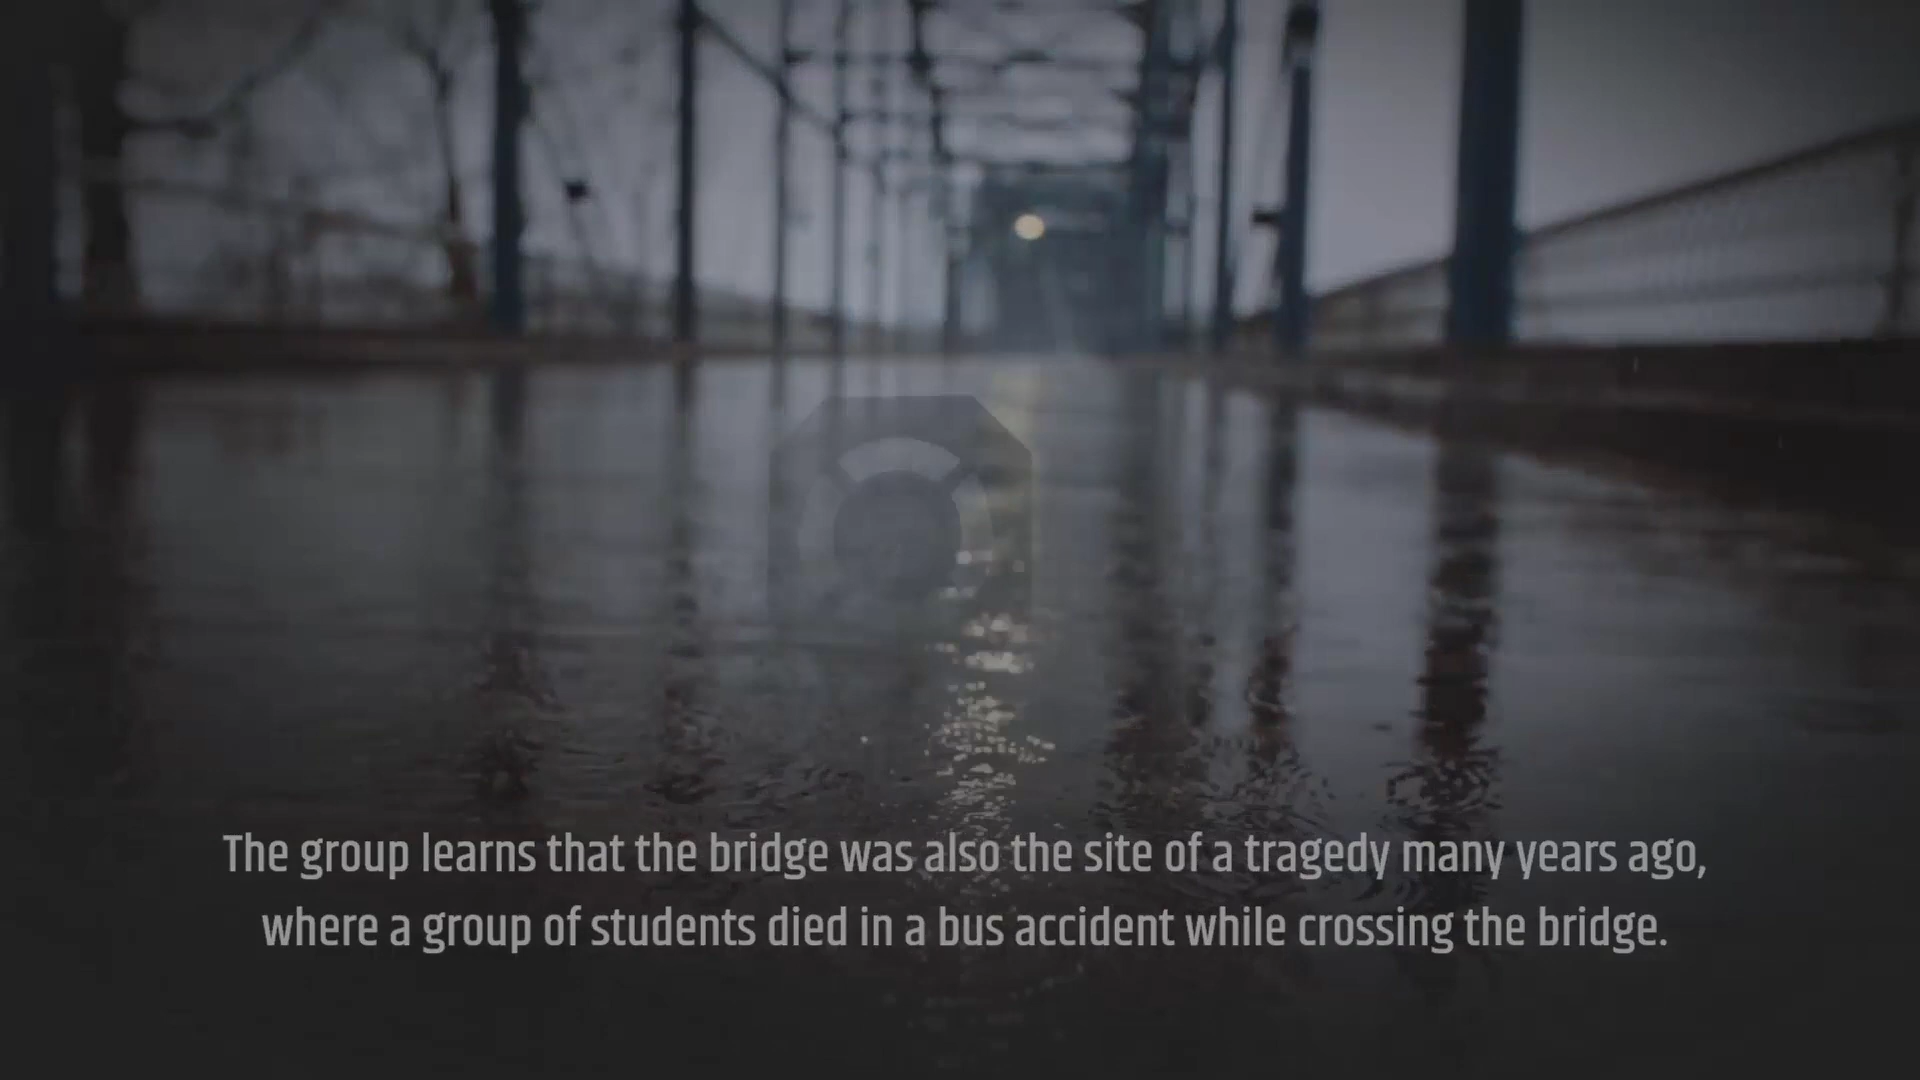 The group learns that the bridge was also the site of a tragedy many years ago,
where a group of students died in a bus accident while crossing the bridge.